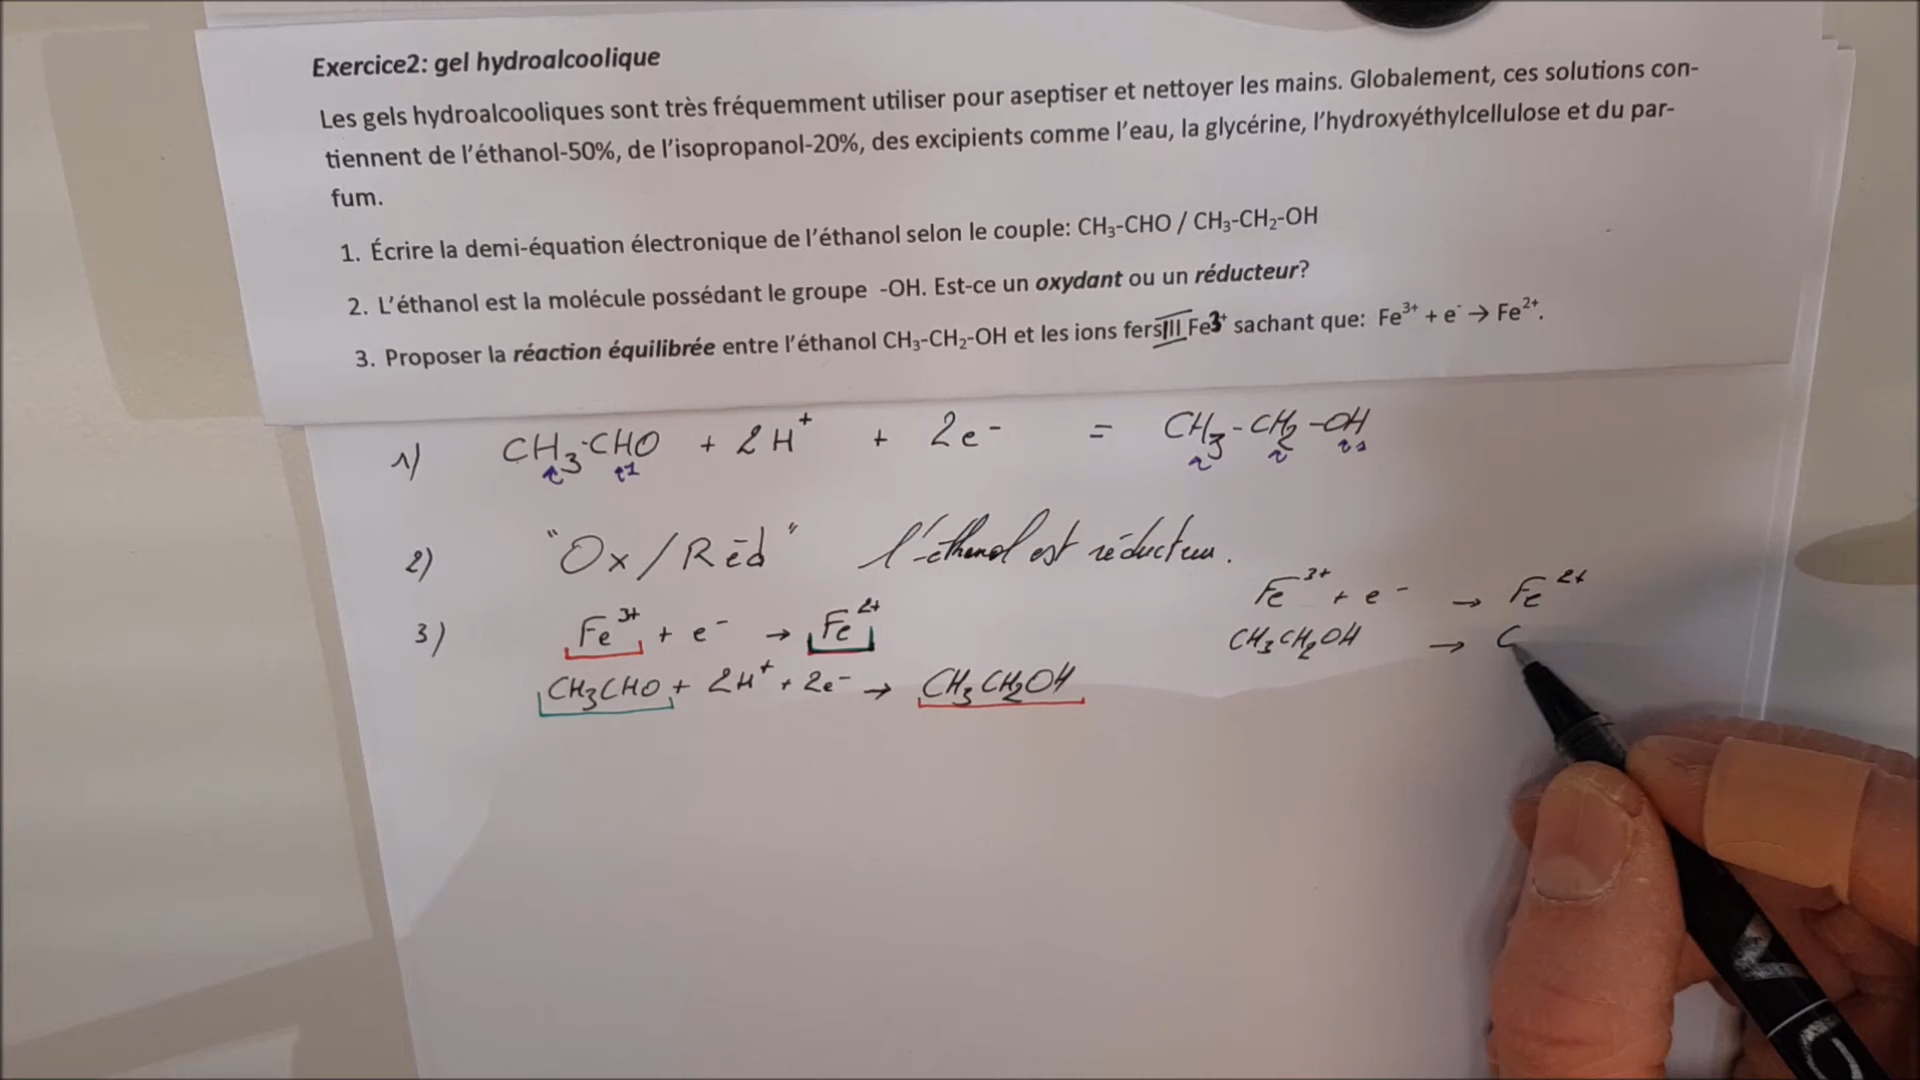 Exercice2: gel hydroalcoolique
Les gels hydroalcooliques sont très fréquemment utiliser pour aseptiser et nettoyer les mains. Globalement, ces solutions con-
tiennent de l'éthanol-50%, de l'isopropanol-20%, des excipients comme l'eau, la glycérine, l'hydroxyéthylcellulose et du par-
fum.
1. Écrire la demi-équation électronique de l'éthanol selon le couple: CH₃-CHO / CH₃-CH₂-OH
2. L'éthanol est la molécule possédant le groupe -OH. Est-ce un oxydant ou un réducteur?
3. Proposer la réaction équilibrée entre l'éthanol CH₃-CH₂-OH et les ions fersIII Fe³⁺ sachant que: Fe³⁺ + e⁻ → Fe²⁺.
1) CH₃-CHO + 2H⁺ + 2e⁻ = CH₃-CH₂-OH
2) "Ox/Réd" l'éthanol est réducteur.
3) Fe³⁺ + e⁻ → Fe²⁺
CH₃CHO + 2H⁺ + 2e⁻ → CH₃CH₂OH
Fe³⁺ + e⁻ → Fe²⁺
CH₃CH₂OH → C